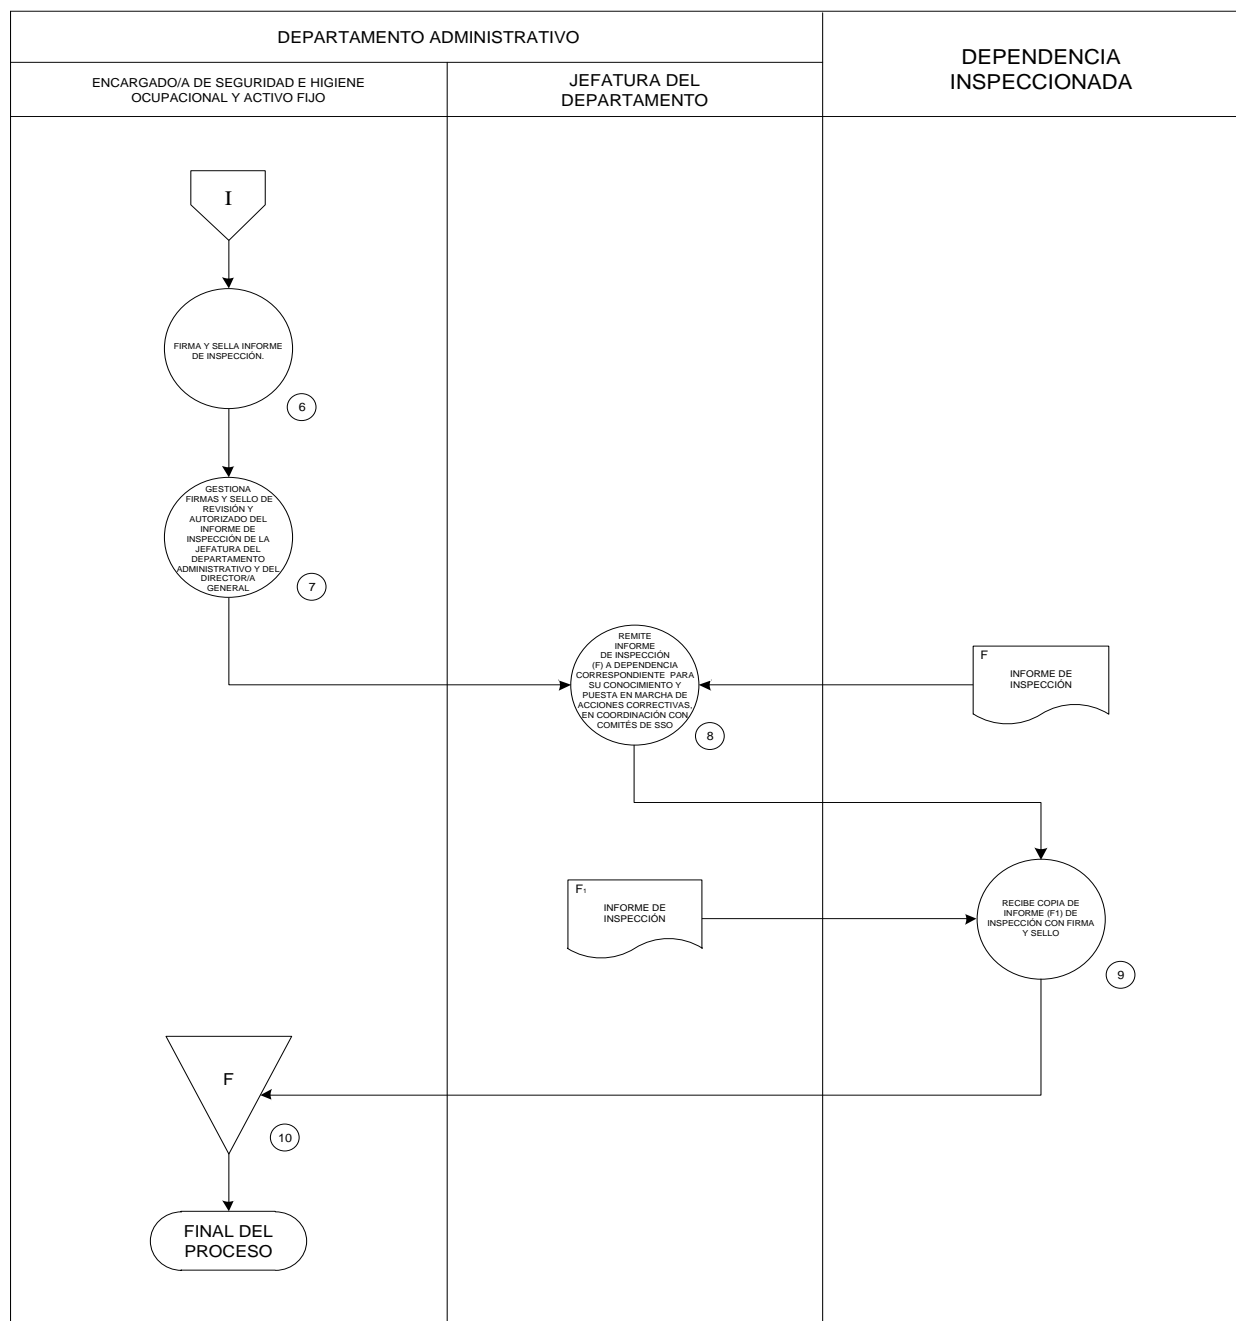 DEPARTAMENTO ADMINISTRATIVO
DEPENDENCIA
INSPECCIONADA
ENCARGADO/A DE SEGURIDAD E HIGIENE
OCUPACIONAL Y ACTIVO FIJO
JEFATURA DEL
DEPARTAMENTO
I
FIRMA Y SELLA INFORME
DE INSPECCIÓN.
6
GESTIONA
FIRMAS Y SELLO DE
REVISIÓN Y
AUTORIZADO DEL
INFORME DE
INSPECCIÓN DE LA
JEFATURA DEL
DEPARTAMENTO
ADMINISTRATIVO Y DEL
DIRECTOR/A
GENERAL
7
REMITE
INFORME
DE INSPECCIÓN
(F) A DEPENDENCIA
CORRESPONDIENTE PARA
SU CONOCIMIENTO Y
PUESTA EN MARCHA DE
ACCIONES CORRECTIVAS,
EN COORDINACIÓN CON
COMITÉS DE SSO
8
F
INFORME DE
INSPECCIÓN
F1
INFORME DE
INSPECCIÓN
RECIBE COPIA DE
INFORME (F1) DE
INSPECCIÓN CON FIRMA
Y SELLO
9
F
10
FINAL DEL
PROCESO